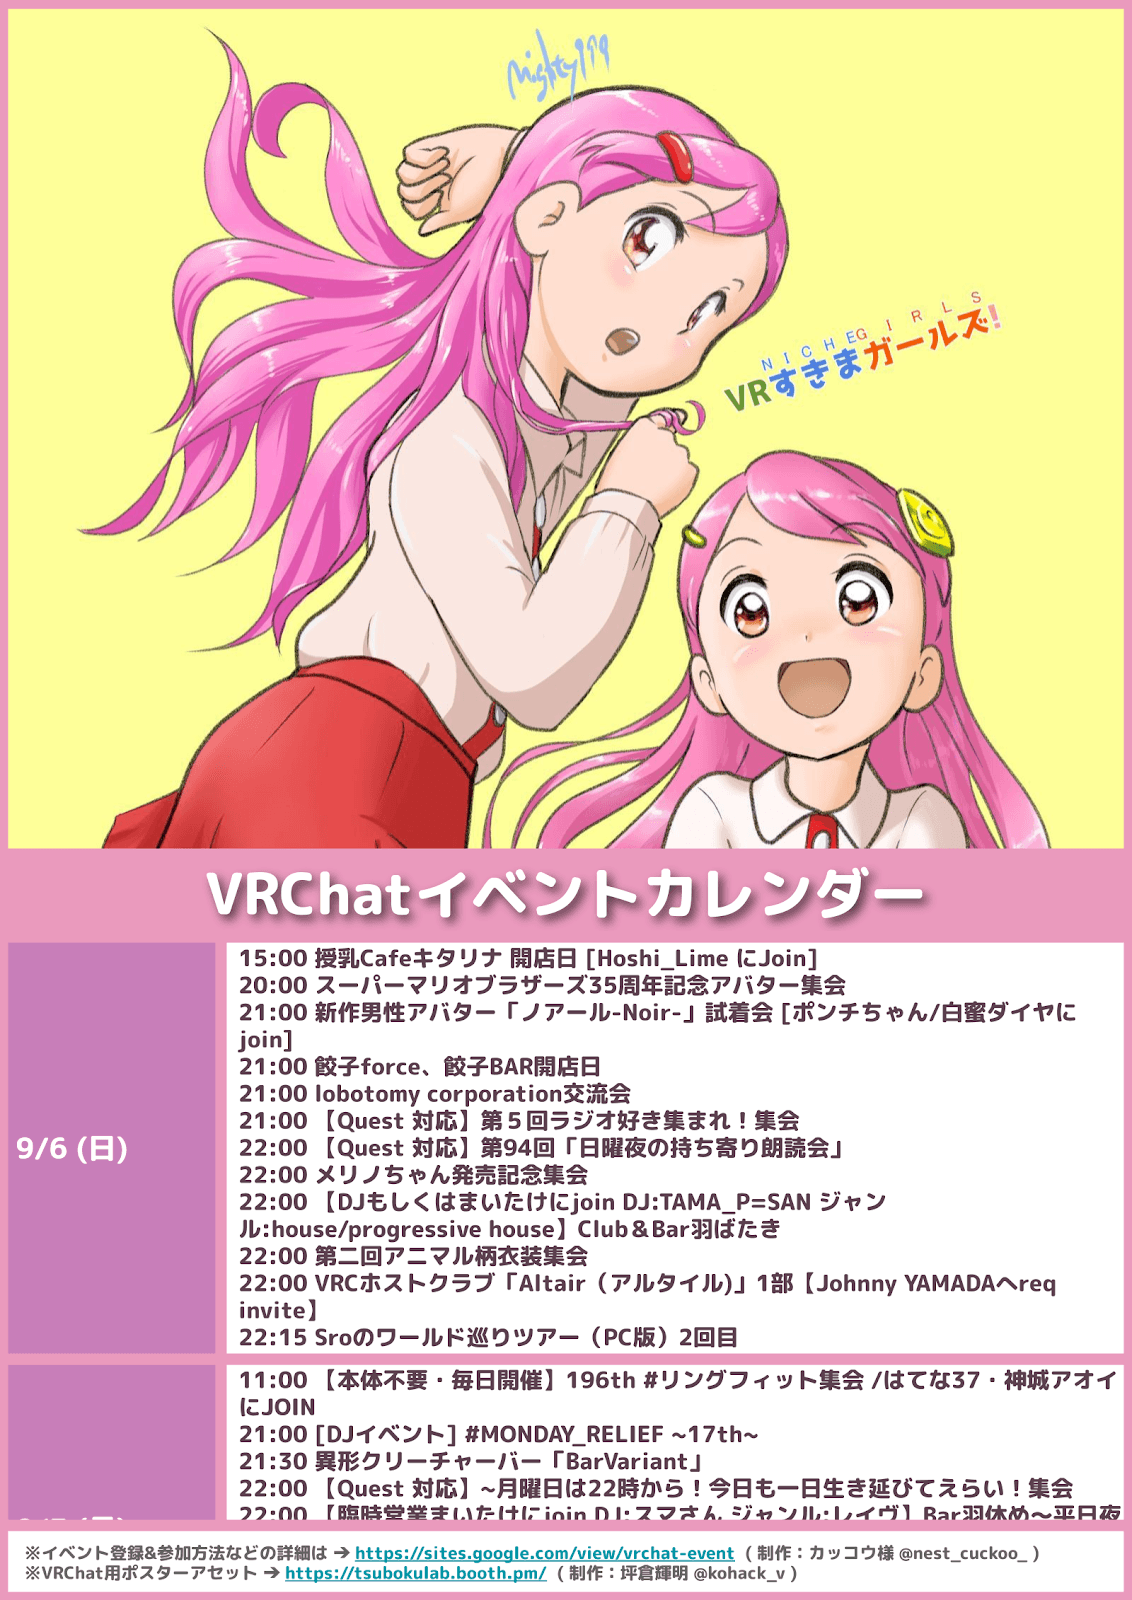 mighty999
NICHE GIRLS
VRすきまガールズ!
VRChatイベントカレンダー
9/6 (日)
15:00 授乳Cafeキタリナ 開店日 [Hoshi_Lime にJoin]
20:00 スーパーマリオブラザーズ35周年記念アバター集会
21:00 新作男性アバター「ノアール-Noir-」試着会 [ポンチちゃん/白蜜ダイヤに
join]
21:00 餃子force、餃子BAR開店日
21:00 lobotomy corporation交流会
21:00 【Quest 対応】第５回ラジオ好き集まれ！集会
22:00 【Quest 対応】第94回「日曜夜の持ち寄り朗読会」
22:00 メリノちゃん発売記念集会
22:00 【DJもしくはまいたけにjoin DJ:TAMA_P=SAN ジャン
ル:house/progressive house】Club＆Bar羽ばたき
22:00 第二回アニマル柄衣装集会
22:00 VRCホストクラブ「Altair（アルタイル)」1部【Johnny YAMADAへreq
invite】
22:15 Sroのワールド巡りツアー（PC版）2回目
11:00 【本体不要・毎日開催】196th #リングフィット集会 /はてな37・神城アオイ
にJOIN
21:00 [DJイベント] #MONDAY_RELIEF ~17th~
21:30 異形クリーチャーバー「BarVariant」
22:00 【Quest 対応】~月曜日は22時から！今日も一日生き延びてえらい！集会
22:00 【臨時営業まいたけにjoin DJ:スマさん ジャンル:レイヴ】Bar羽休め～平日夜
※イベント登録&参加方法などの詳細は ➔ https://sites.google.com/view/vrchat-event ( 制作：カッコウ様 @nest_cuckoo_ )
※VRChat用ポスターアセット ➔ https://tsubokulab.booth.pm/ ( 制作：坪倉輝明 @kohack_v )